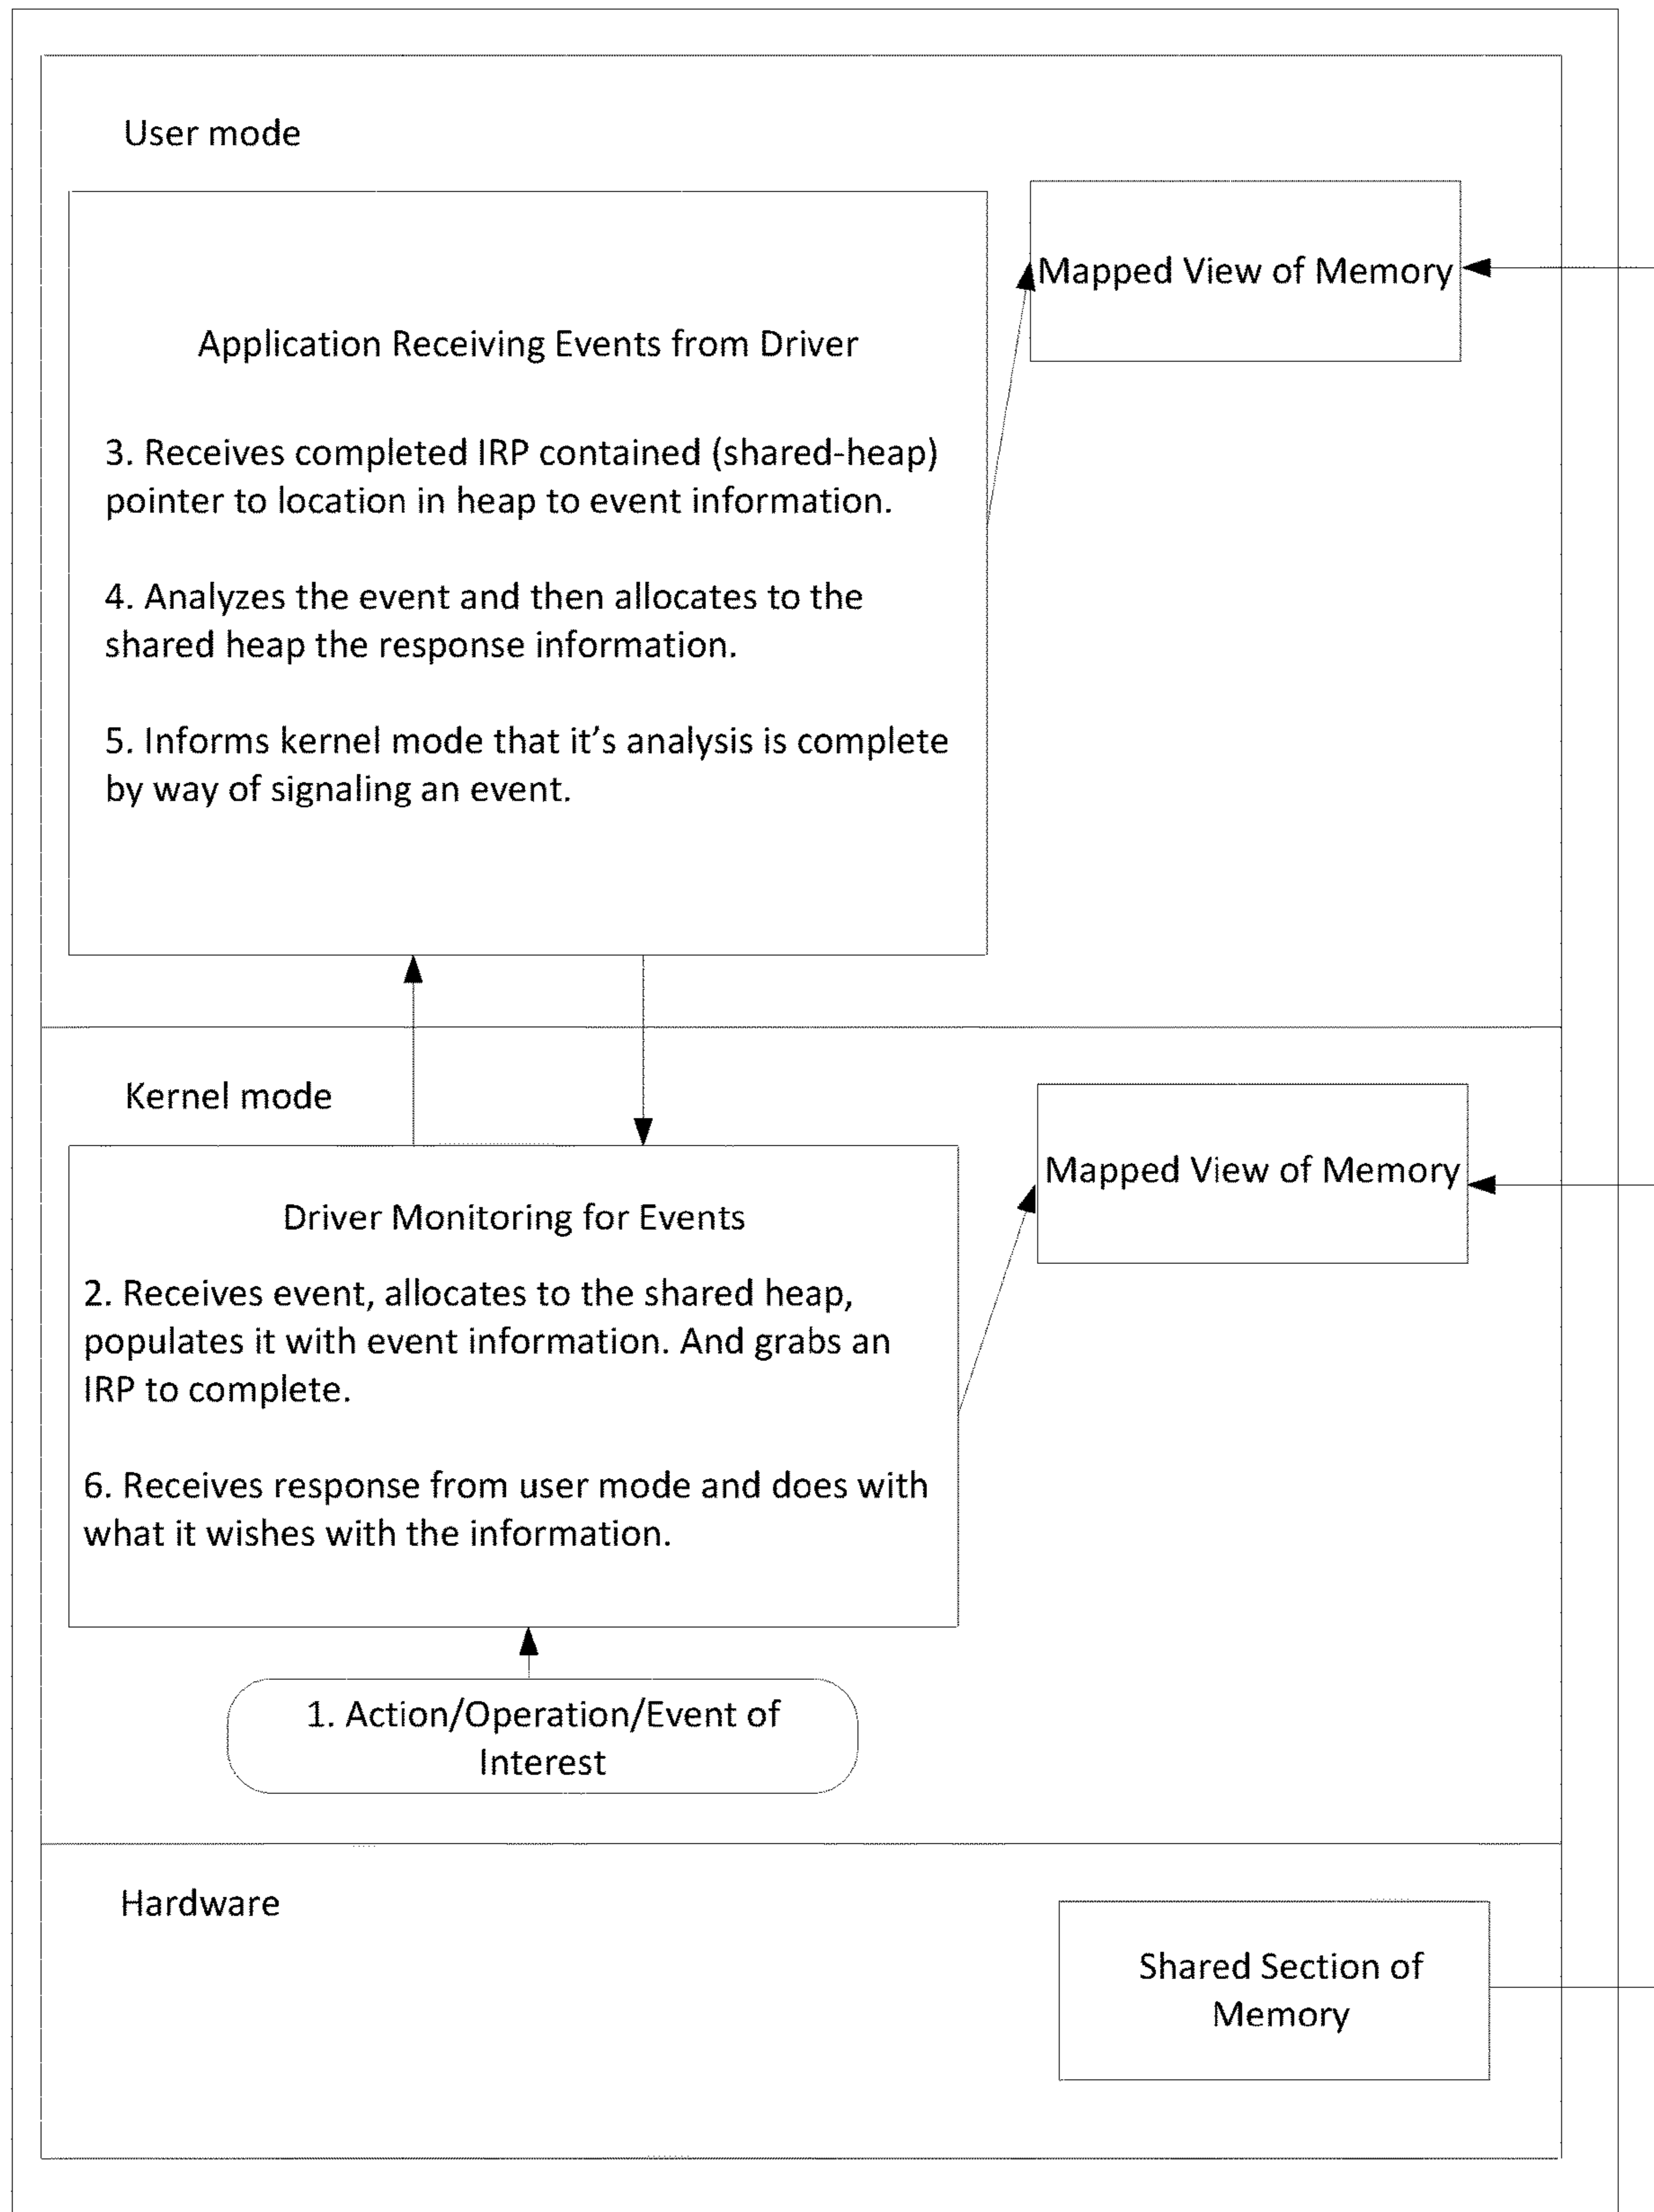 User mode
Mapped View of Memory
Application Receiving Events from Driver
3. Receives completed IRP contained (shared-heap)
pointer to location in heap to event information.
4. Analyzes the event and then allocates to the
shared heap the response information.
5. Informs kernel mode that it’s analysis is complete
by way of signaling an event.
Kernel mode
Mapped View of Memory
Driver Monitoring for Events
2. Receives event, allocates to the shared heap,
populates it with event information. And grabs an
IRP to complete.
6. Receives response from user mode and does with
what it wishes with the information.
1. Action/Operation/Event of
Interest
Hardware
Shared Section of
Memory